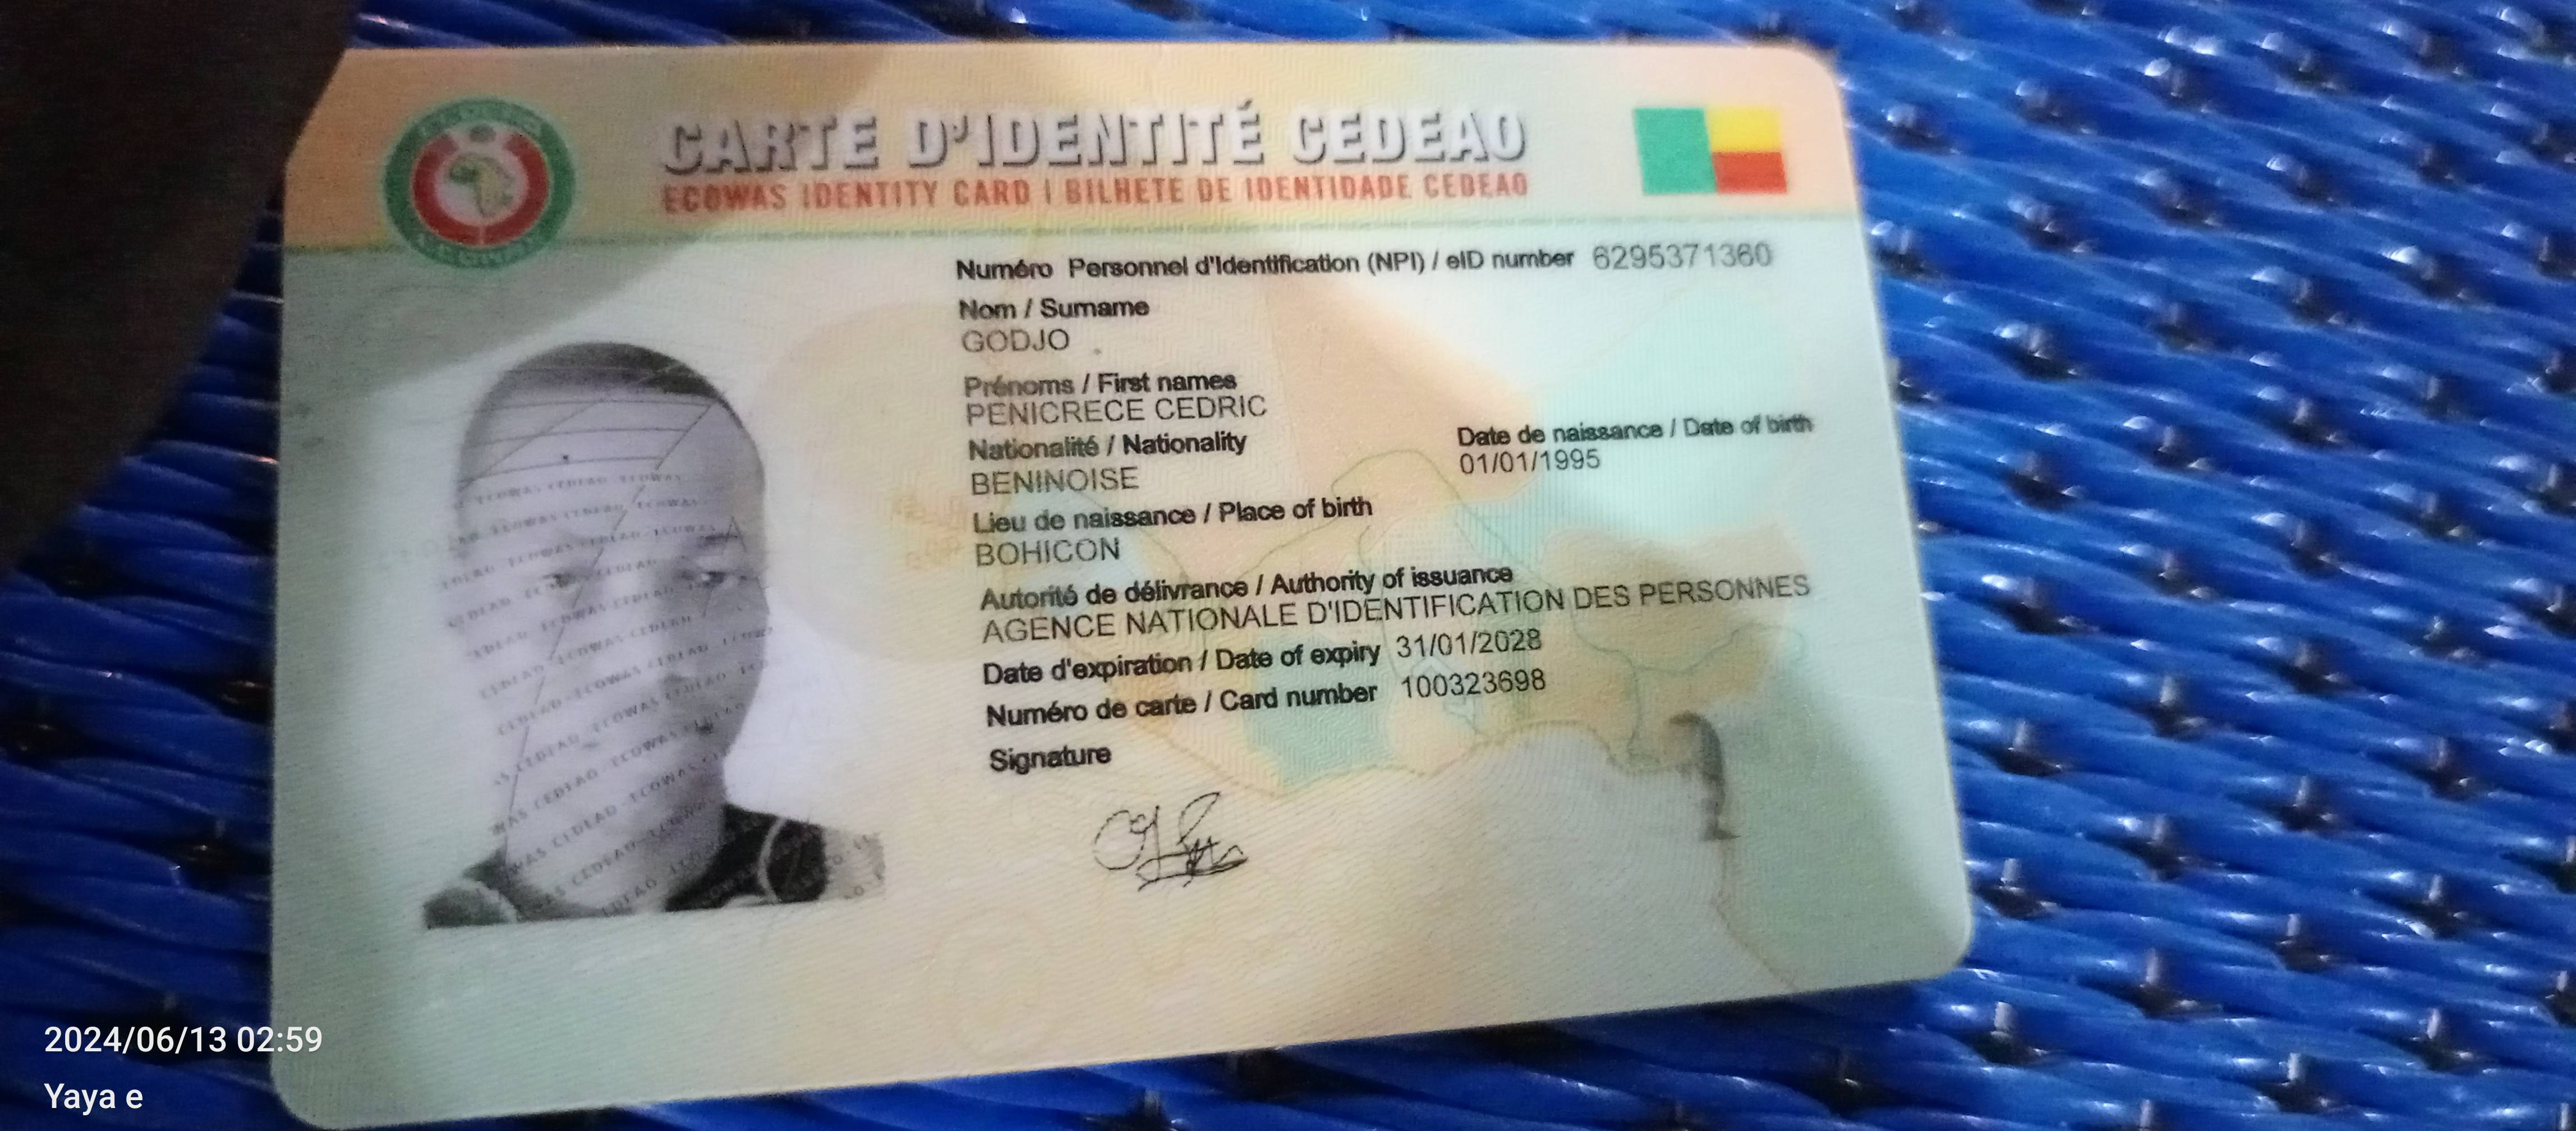 CARTE D'IDENTITÉ CEDEAO
ECOWAS IDENTITY CARD | BILHETE DE IDENTIDADE CEDEAO
Numéro Personnel d'Identification (NPI) / eID number 6295371360
Nom / Surname
GODJO
Prénoms / First names
PENICRECE CEDRIC
Nationalité / Nationality
BENINOISE
Date de naissance / Date of birth
01/01/1995
Lieu de naissance / Place of birth
BOHICON
Autorité de délivrance / Authority of issuance
AGENCE NATIONALE D'IDENTIFICATION DES PERSONNES
Date d'expiration / Date of expiry 31/01/2028
Numéro de carte / Card number 100323698
Signature
2024/06/13 02:59
Yaya e